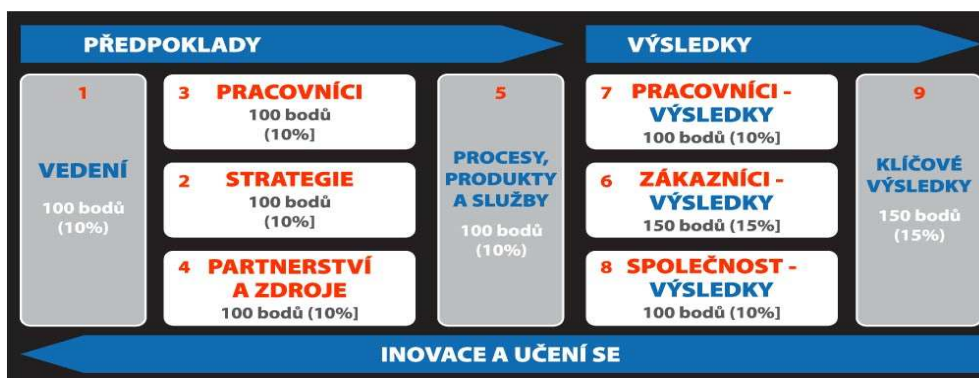 PŘEDPOKLADY
VÝSLEDKY
1
VEDENÍ
100 bodů
(10%)
3 PRACOVNÍCI
100 bodů
(10%]
2 STRATEGIE
100 bodů
(10%]
4 PARTNERSTVÍ
A ZDROJE
100 bodů (10%]
5
PROCESY,
PRODUKTY
A SLUŽBY
100 bodů
(10%)
7 PRACOVNÍCI -
VÝSLEDKY
100 bodů (10%]
6 ZÁKAZNÍCI -
VÝSLEDKY
150 bodů (15%]
8 SPOLEČNOST -
VÝSLEDKY
100 bodů (10%]
9
KLÍČOVÉ
VÝSLEDKY
150 bodů
(15%)
INOVACE A UČENÍ SE